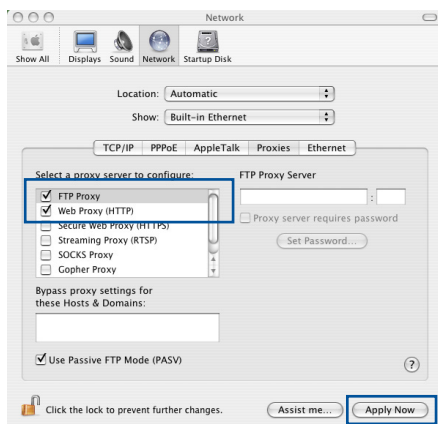 Network
Show All Displays Sound Network Startup Disk
Location: Automatic
Show: Built-in Ethernet
TCP/IP PPPoE AppleTalk Proxies Ethernet
Select a proxy server to configure: FTP Proxy Server
FTP Proxy
:
Web Proxy (HTTP)
Proxy server requires password
Secure Web Proxy (HTTPS)
Streaming Proxy (RTSP)
Set Password...
SOCKS Proxy
Gopher Proxy
Bypass proxy settings for
these Hosts & Domains:
Use Passive FTP Mode (PASV)
?
Click the lock to prevent further changes. Assist me... Apply Now